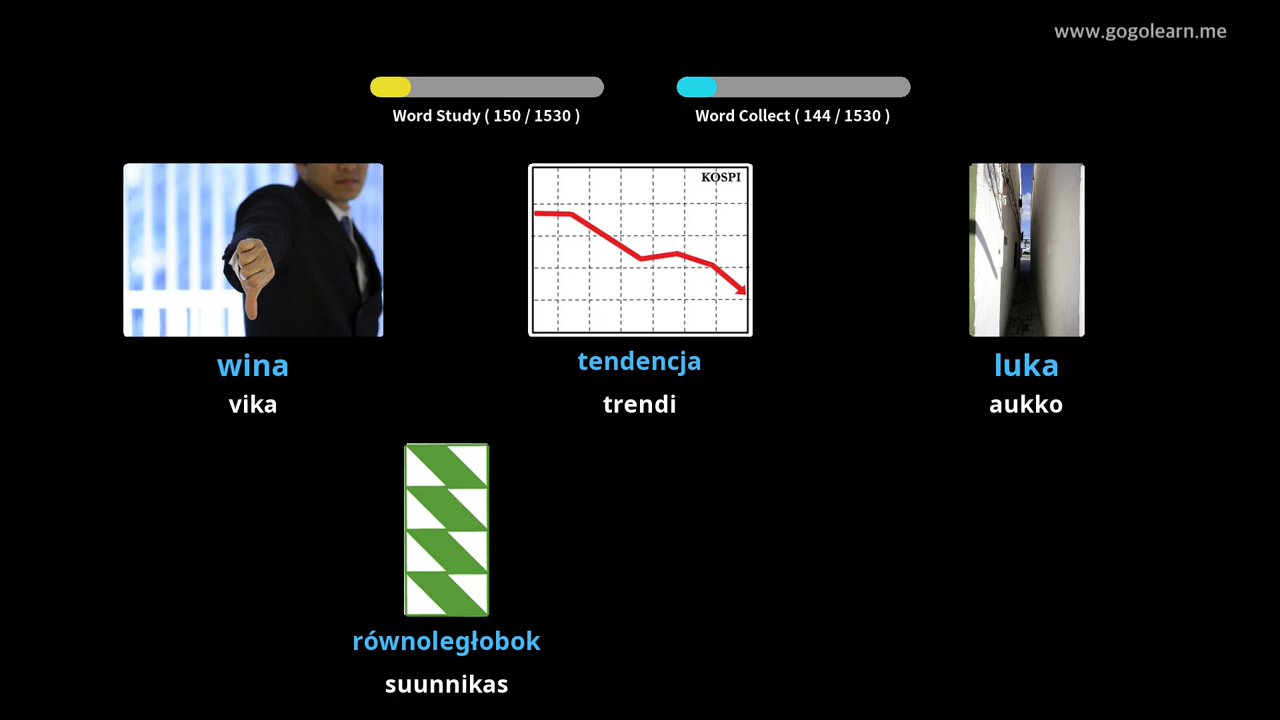 www.gogolearn.me
Word Study ( 150 / 1530 )
Word Collect ( 144 / 1530 )
KOSPI
wina
tendencja
luka
vika
trendi
aukko
równoległobok
suunnikas